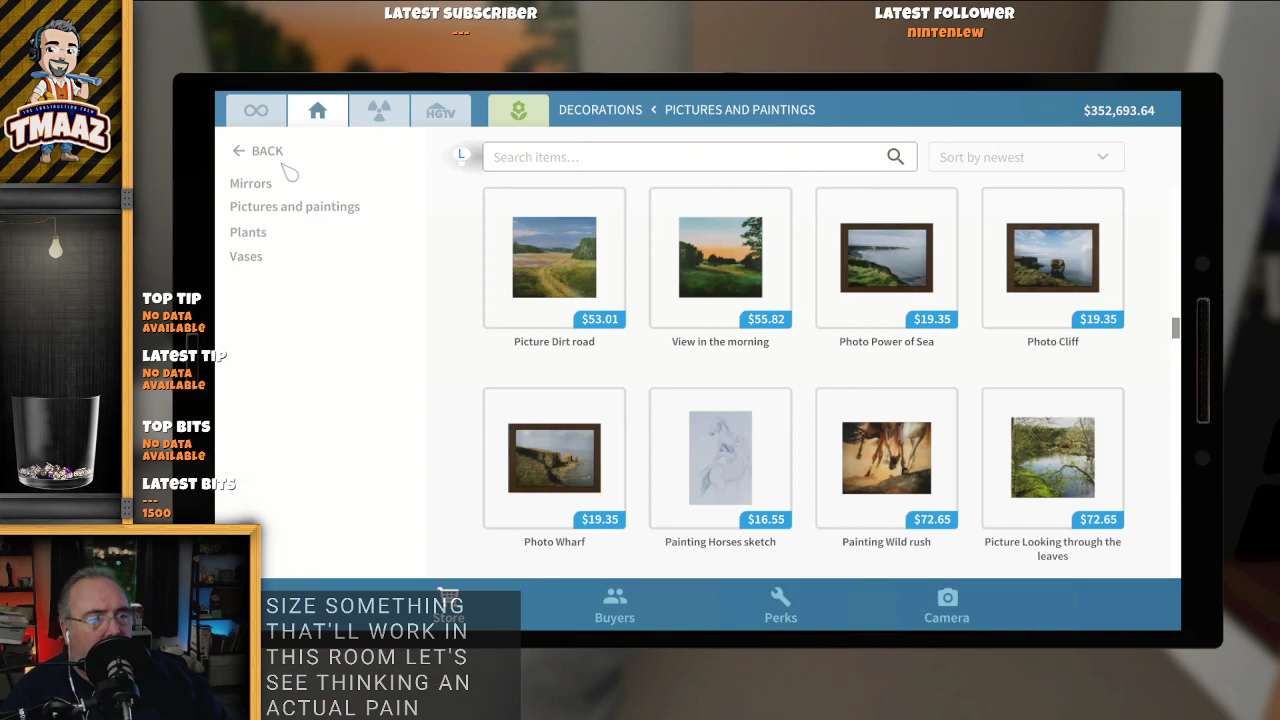 LATEST SUBSCRIBER
---
LATEST FOLLOWER
NINTENLEW
THE CONSTRUCTION CREW
TMAAZ
HGTV
DECORATIONS < PICTURES AND PAINTINGS
$352,693.64
← BACK
Mirrors
Pictures and paintings
Plants
Vases
L
Search items...
Sort by newest
$53.01
Picture Dirt road
$55.82
View in the morning
$19.35
Photo Power of Sea
$19.35
Photo Cliff
$19.35
Photo Wharf
$16.55
Painting Horses sketch
$72.65
Painting Wild rush
$72.65
Picture Looking through the
leaves
TOP TIP
NO DATA
AVAILABLE
LATEST TIP
NO DATA
AVAILABLE
TOP BITS
NO DATA
AVAILABLE
LATEST BITS
---
1500
Store
Buyers
Perks
Camera
SIZE SOMETHING
THAT'LL WORK IN
THIS ROOM LET'S
SEE THINKING AN
ACTUAL PAIN